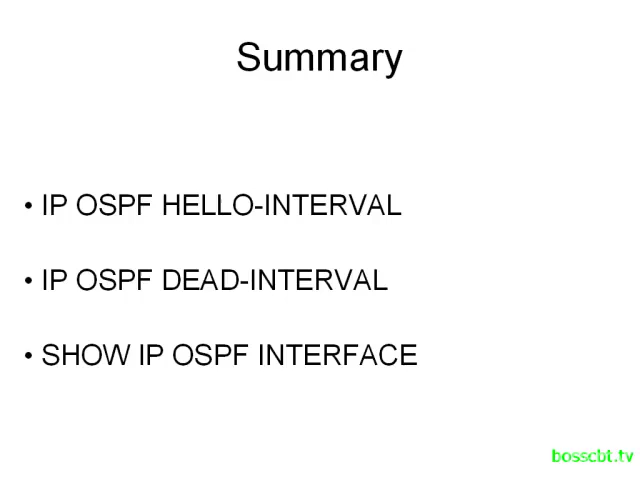 Summary
• IP OSPF HELLO-INTERVAL
• IP OSPF DEAD-INTERVAL
• SHOW IP OSPF INTERFACE
bosscbt.tv